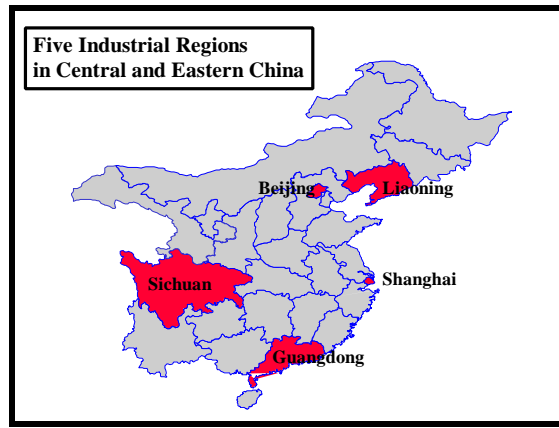 Five Industrial Regions
in Central and Eastern China
Beijing
Liaoning
Shanghai
Sichuan
Guangdong